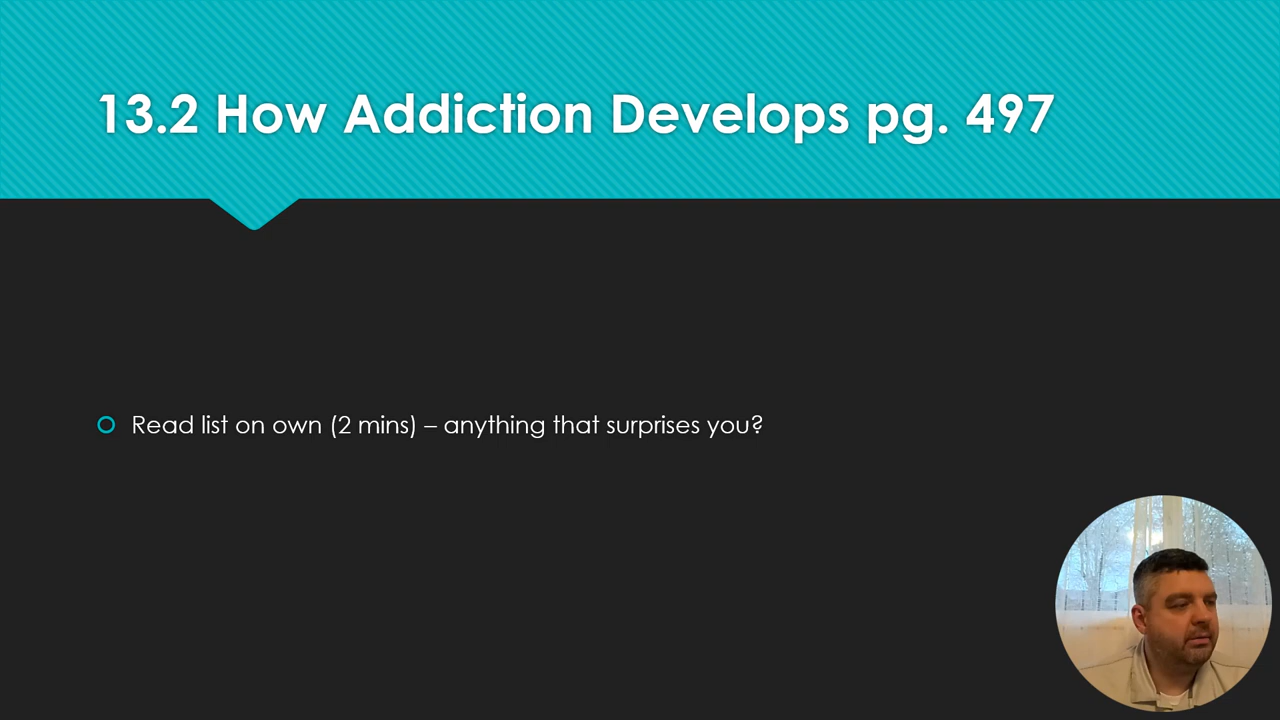 13.2 How Addiction Develops pg. 497
Read list on own (2 mins) – anything that surprises you?